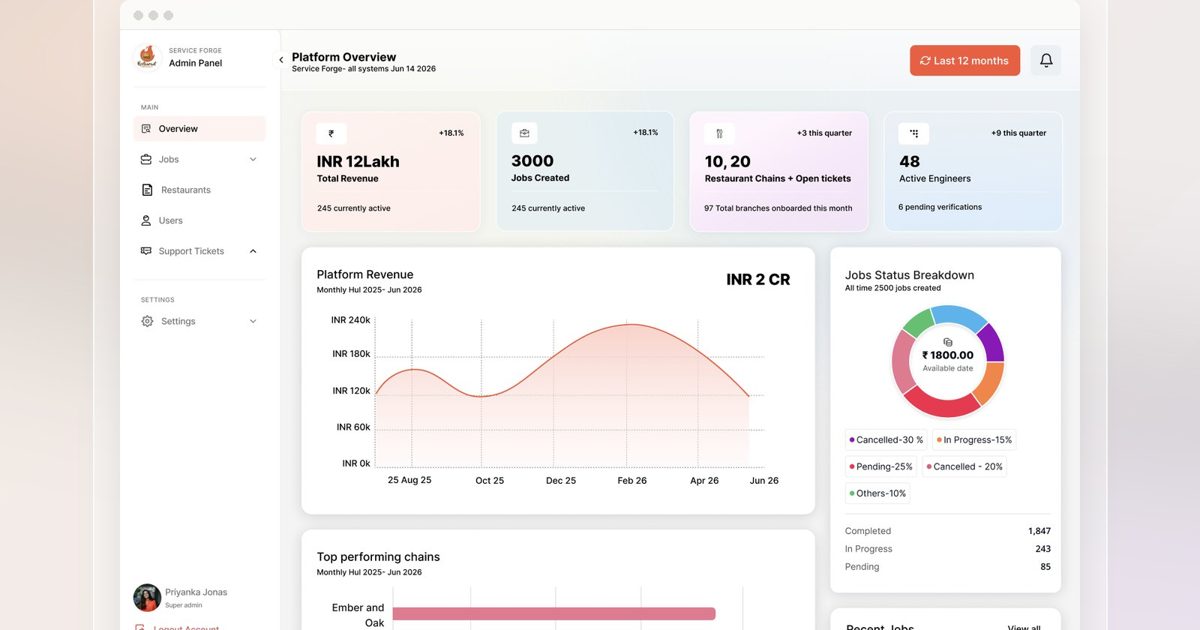 SERVICE FORGE
Admin Panel
MAIN
Overview
Jobs
Restaurants
Users
Support Tickets
SETTINGS
Settings
Priyanka Jonas
Super admin
Logout Account
Platform Overview
Service Forge- all systems Jun 14 2026
Last 12 months
₹
+18.1%
INR 12Lakh
Total Revenue
245 currently active
+18.1%
3000
Jobs Created
245 currently active
+3 this quarter
10, 20
Restaurant Chains + Open tickets
97 Total branches onboarded this month
+9 this quarter
48
Active Engineers
6 pending verifications
Platform Revenue
Monthly Hul 2025- Jun 2026
INR 2 CR
INR 240k
INR 180k
INR 120k
INR 60k
INR 0k
25 Aug 25
Oct 25
Dec 25
Feb 26
Apr 26
Jun 26
Jobs Status Breakdown
All time 2500 jobs created
₹ 1800.00
Available date
Cancelled-30 %
In Progress-15%
Pending-25%
Cancelled - 20%
Others-10%
Completed 1,847
In Progress 243
Pending 85
Top performing chains
Monthly Hul 2025- Jun 2026
Ember and
Oak
Recent Jobs
View all